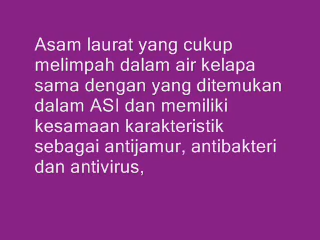 Asam laurat yang cukup
melimpah dalam air kelapa
sama dengan yang ditemukan
dalam ASI dan memiliki
kesamaan karakteristik
sebagai antijamur, antibakteri
dan antivirus,